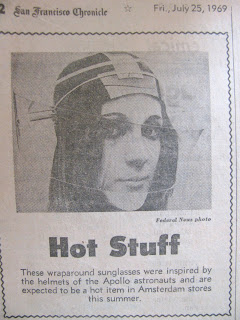 2 San Francisco Chronicle ☆ Fri., July 25, 1969
Federal News photo
Hot Stuff
These wraparound sunglasses were inspired by
the helmets of the Apollo astronauts and are
expected to be a hot item in Amsterdam stores
this summer.